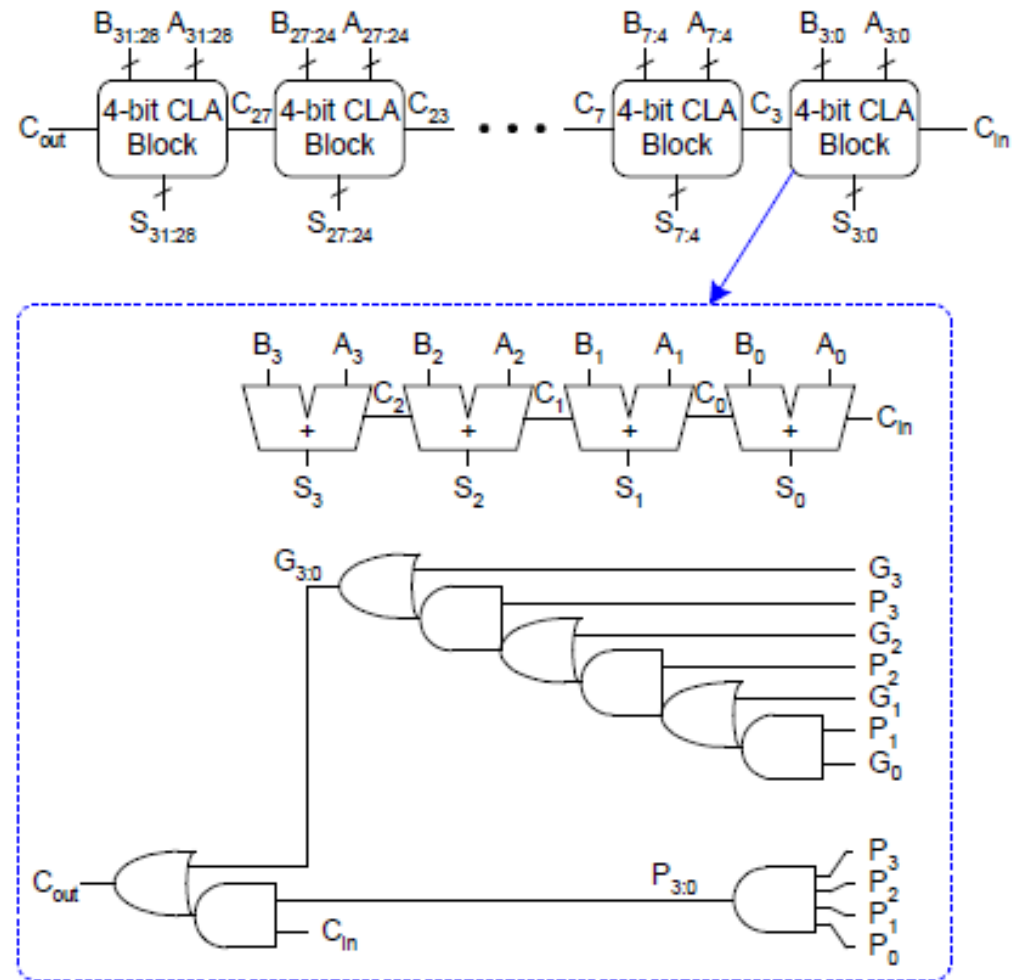 B31:28 A31:28 B27:24 A27:24 B7:4 A7:4 B3:0 A3:0
Cout 4-bit CLA Block C27 4-bit CLA Block C23 • • • C7 4-bit CLA Block C3 4-bit CLA Block Cin
S31:28 S27:24 S7:4 S3:0
B3 A3 B2 A2 B1 A1 B0 A0
C2 C1 C0 Cin
+ + + +
S3 S2 S1 S0
G3:0 G3
P3
G2
P2
G1
P1
G0
P3:0 P3
Cout P2
Cin P1
P0